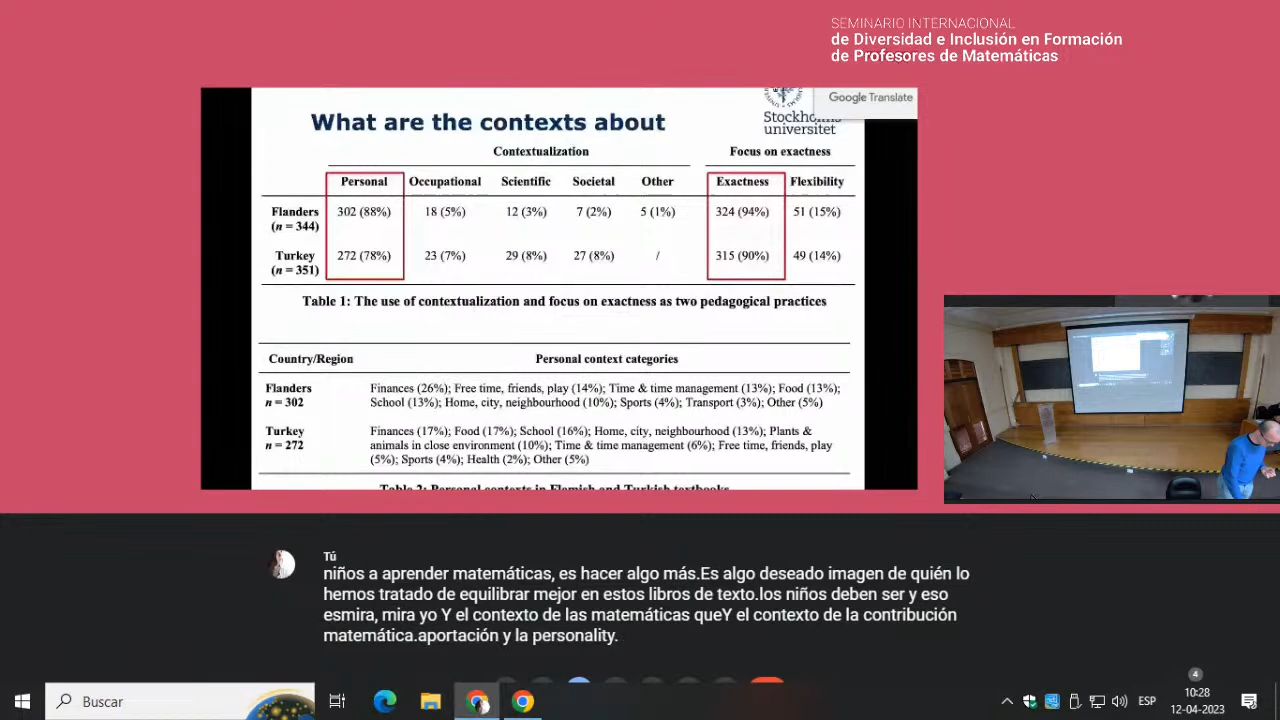 SEMINARIO INTERNACIONAL
de Diversidad e Inclusión en Formación
de Profesores de Matemáticas
Google Translate
What are the contexts about
Stockholms
universitet
Contextualization Focus on exactness
Personal Occupational Scientific Societal Other Exactness Flexibility
Flanders 302 (88%) 18 (5%) 12 (3%) 7 (2%) 5 (1%) 324 (94%) 51 (15%)
(n = 344)
Turkey 272 (78%) 23 (7%) 29 (8%) 27 (8%) / 315 (90%) 49 (14%)
(n = 351)
Table 1: The use of contextualization and focus on exactness as two pedagogical practices
Country/Region Personal context categories
Flanders Finances (26%); Free time, friends, play (14%); Time & time management (13%); Food (13%);
n = 302 School (13%); Home, city, neighbourhood (10%); Sports (4%); Transport (3%); Other (5%)
Turkey Finances (17%); Food (17%); School (16%); Home, city, neighbourhood (13%); Plants &
n = 272 animals in close environment (10%); Time & time management (6%); Free time, friends, play
(5%); Sports (4%); Health (2%); Other (5%)
Table 2: Personal contexts in Flemish and Turkish textbooks
Tú
niños a aprender matemáticas, es hacer algo más.Es algo deseado imagen de quién lo
hemos tratado de equilibrar mejor en estos libros de texto.los niños deben ser y eso
esmira, mira yo Y el contexto de las matemáticas queY el contexto de la contribución
matemática.aportación y la personality.
Buscar
4
ESP
10:28
12-04-2023